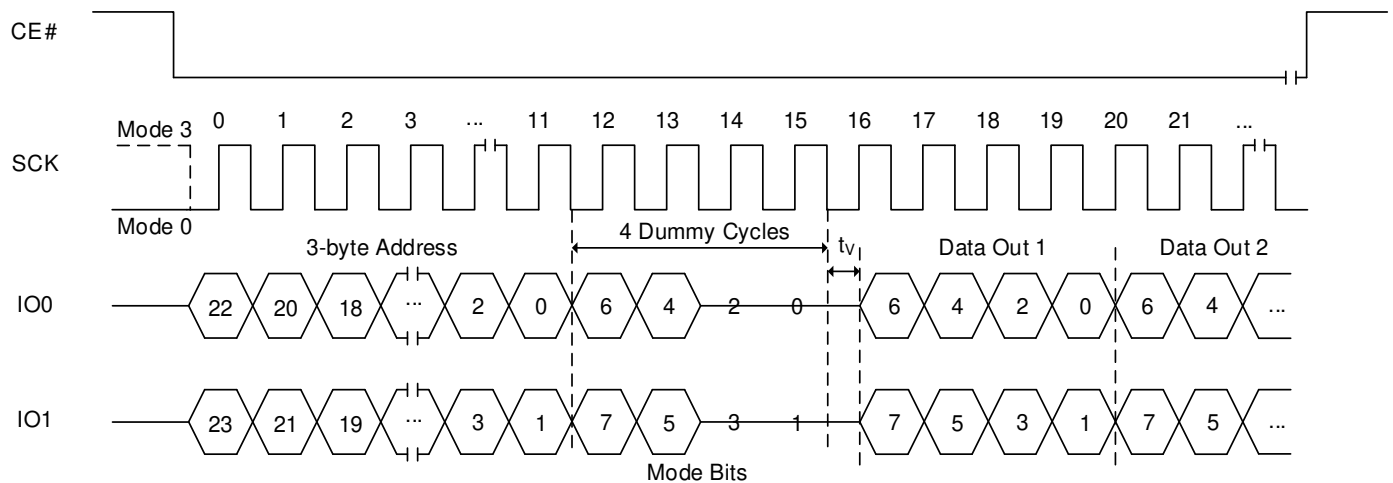 CE#
Mode 3 0 1 2 3 ... 11 12 13 14 15 16 17 18 19 20 21 ...
SCK
Mode 0
3-byte Address 4 Dummy Cycles tV Data Out 1 Data Out 2
IO0 22 20 18 ... 2 0 6 4 2 0 6 4 2 0 6 4 ...
IO1 23 21 19 ... 3 1 7 5 3 1 7 5 3 1 7 5 ...
Mode Bits